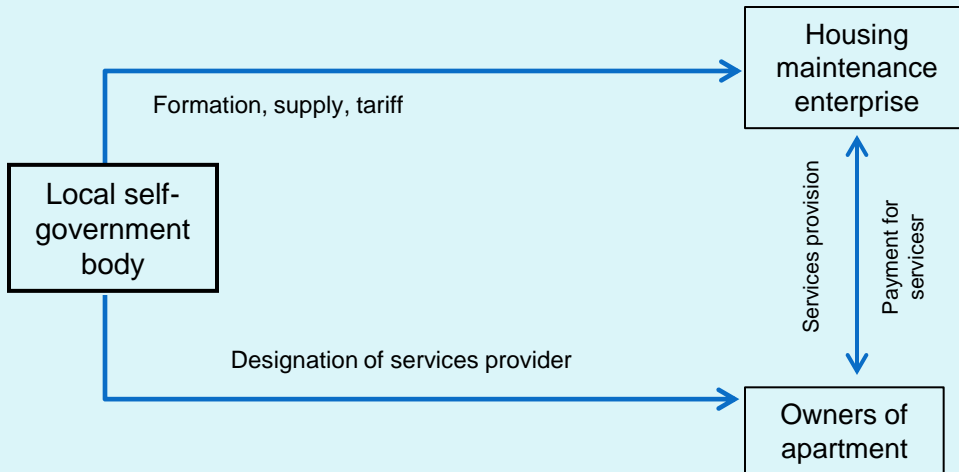 Housing
maintenance
enterprise
Formation, supply, tariff
Local self-
government
body
Services provision
Payment for
servicesr
Designation of services provider
Owners of
apartment